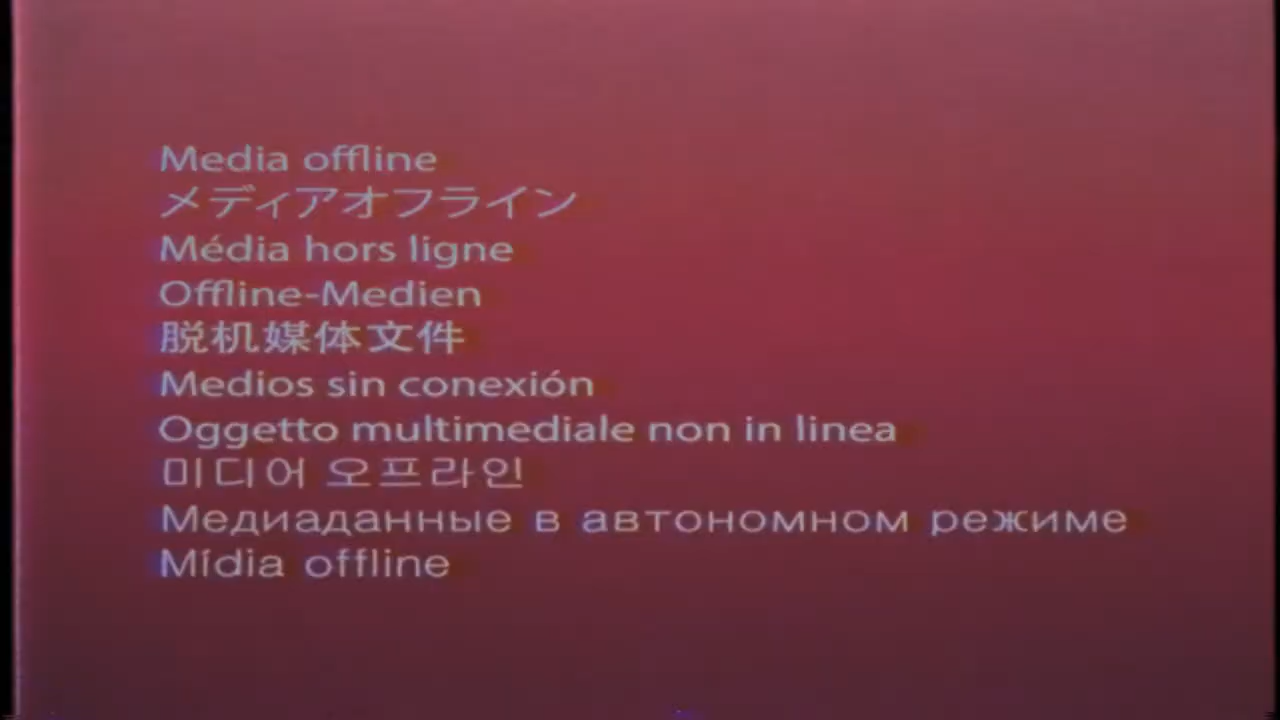 Media offline
メディアオフライン
Média hors ligne
Offline-Medien
脱机媒体文件
Medios sin conexión
Oggetto multimediale non in linea
미디어 오프라인
Медиаданные в автономном режиме
Mídia offline